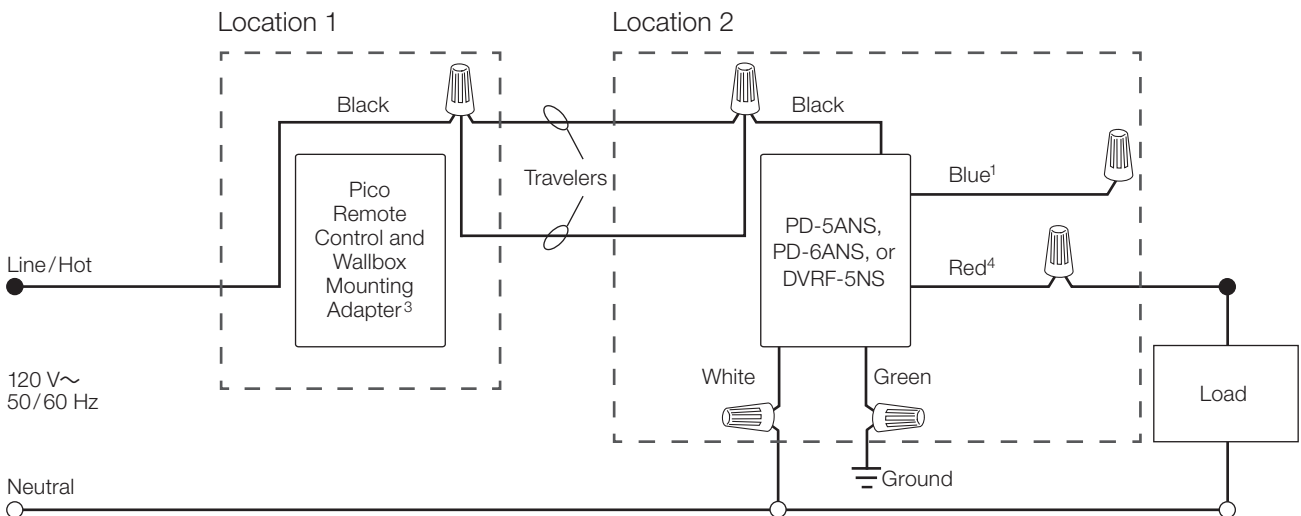 Location 1
Location 2
Black
Black
Travelers
Blue¹
Pico
Remote
Control and
Wallbox
Mounting
Adapter³
PD-5ANS,
PD-6ANS, or
DVRF-5NS
Line/Hot
Red⁴
120 V~
50/60 Hz
White
Green
Load
Ground
Neutral